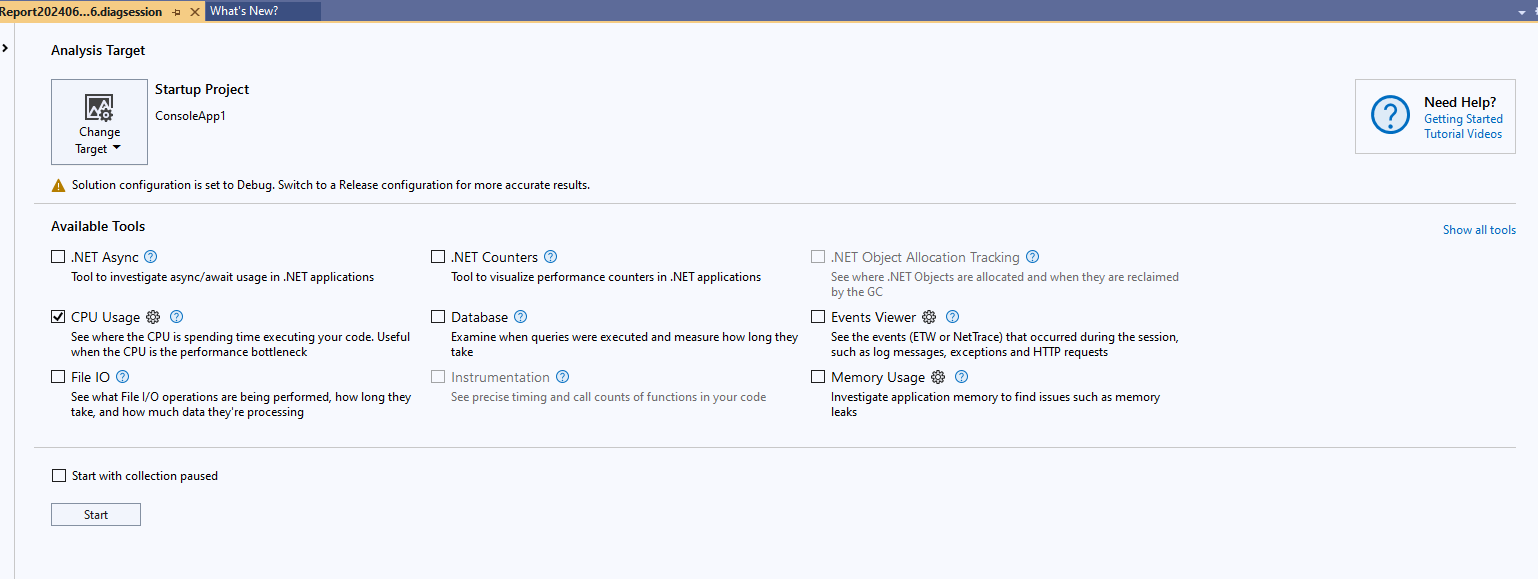 Report202406...6.diagsession
What's New?
Analysis Target
Change
Target
Startup Project
ConsoleApp1
Need Help?
Getting Started
Tutorial Videos
Solution configuration is set to Debug. Switch to a Release configuration for more accurate results.
Available Tools
Show all tools
.NET Async
Tool to investigate async/await usage in .NET applications
.NET Counters
Tool to visualize performance counters in .NET applications
.NET Object Allocation Tracking
See where .NET Objects are allocated and when they are reclaimed
by the GC
CPU Usage
See where the CPU is spending time executing your code. Useful
when the CPU is the performance bottleneck
Database
Examine when queries were executed and measure how long they
take
Events Viewer
See the events (ETW or NetTrace) that occurred during the session,
such as log messages, exceptions and HTTP requests
File IO
See what File I/O operations are being performed, how long they
take, and how much data they're processing
Instrumentation
See precise timing and call counts of functions in your code
Memory Usage
Investigate application memory to find issues such as memory
leaks
Start with collection paused
Start